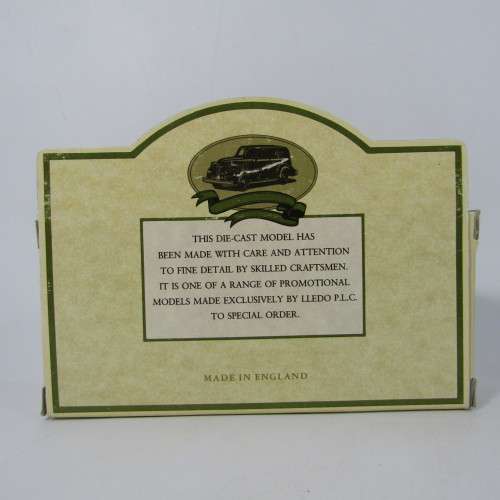 THIS DIE-CAST MODEL HAS
BEEN MADE WITH CARE AND ATTENTION
TO FINE DETAIL BY SKILLED CRAFTSMEN.
IT IS ONE OF A RANGE OF PROMOTIONAL
MODELS MADE EXCLUSIVELY BY LLEDO P.L.C.
TO SPECIAL ORDER.
MADE IN ENGLAND